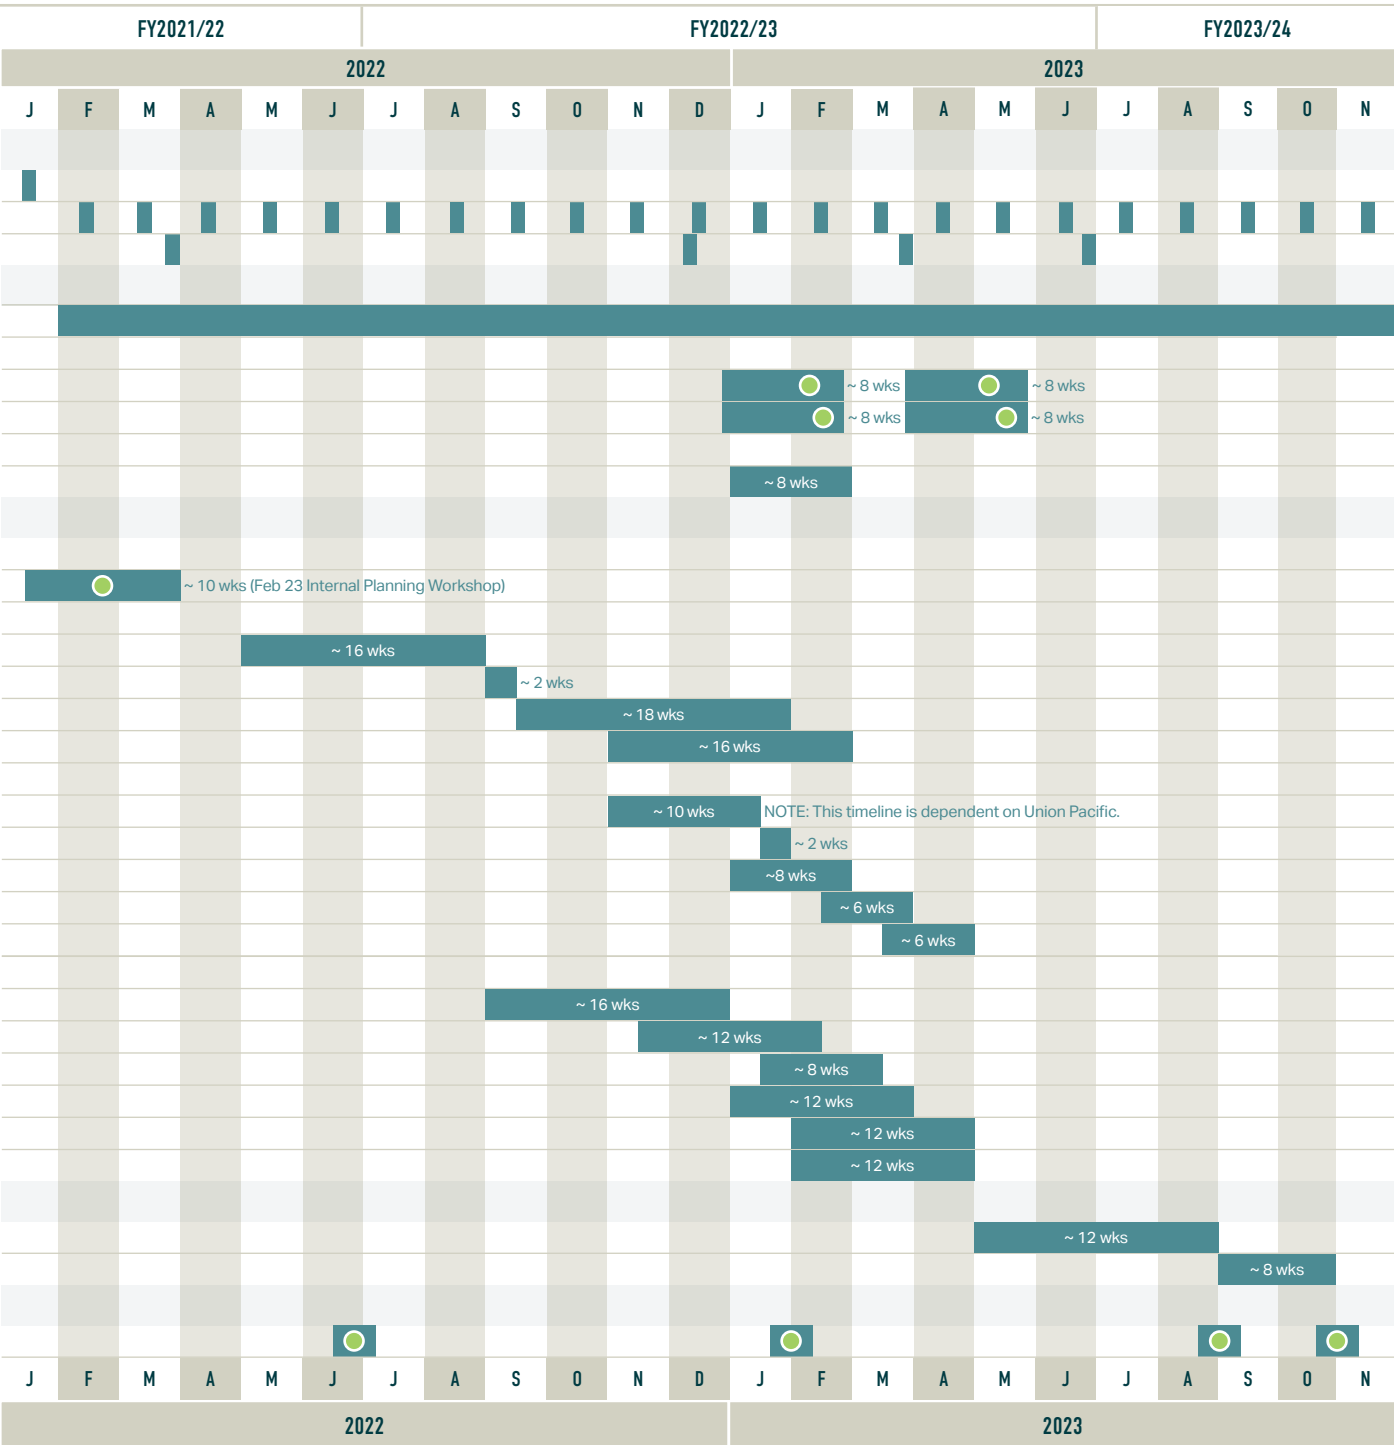 FY2021/22 FY2022/23 FY2023/24
2022 2023
J F M A M J J A S O N D J F M A M J J A S O N
~ 8 wks ~ 8 wks
~ 8 wks ~ 8 wks
~ 8 wks
~ 10 wks (Feb 23 Internal Planning Workshop)
~ 16 wks
~ 2 wks
~ 18 wks
~ 16 wks
~ 10 wks NOTE: This timeline is dependent on Union Pacific.
~ 2 wks
~8 wks
~ 6 wks
~ 6 wks
~ 16 wks
~ 12 wks
~ 8 wks
~ 12 wks
~ 12 wks
~ 12 wks
~ 12 wks
~ 8 wks
J F M A M J J A S O N D J F M A M J J A S O N
2022 2023